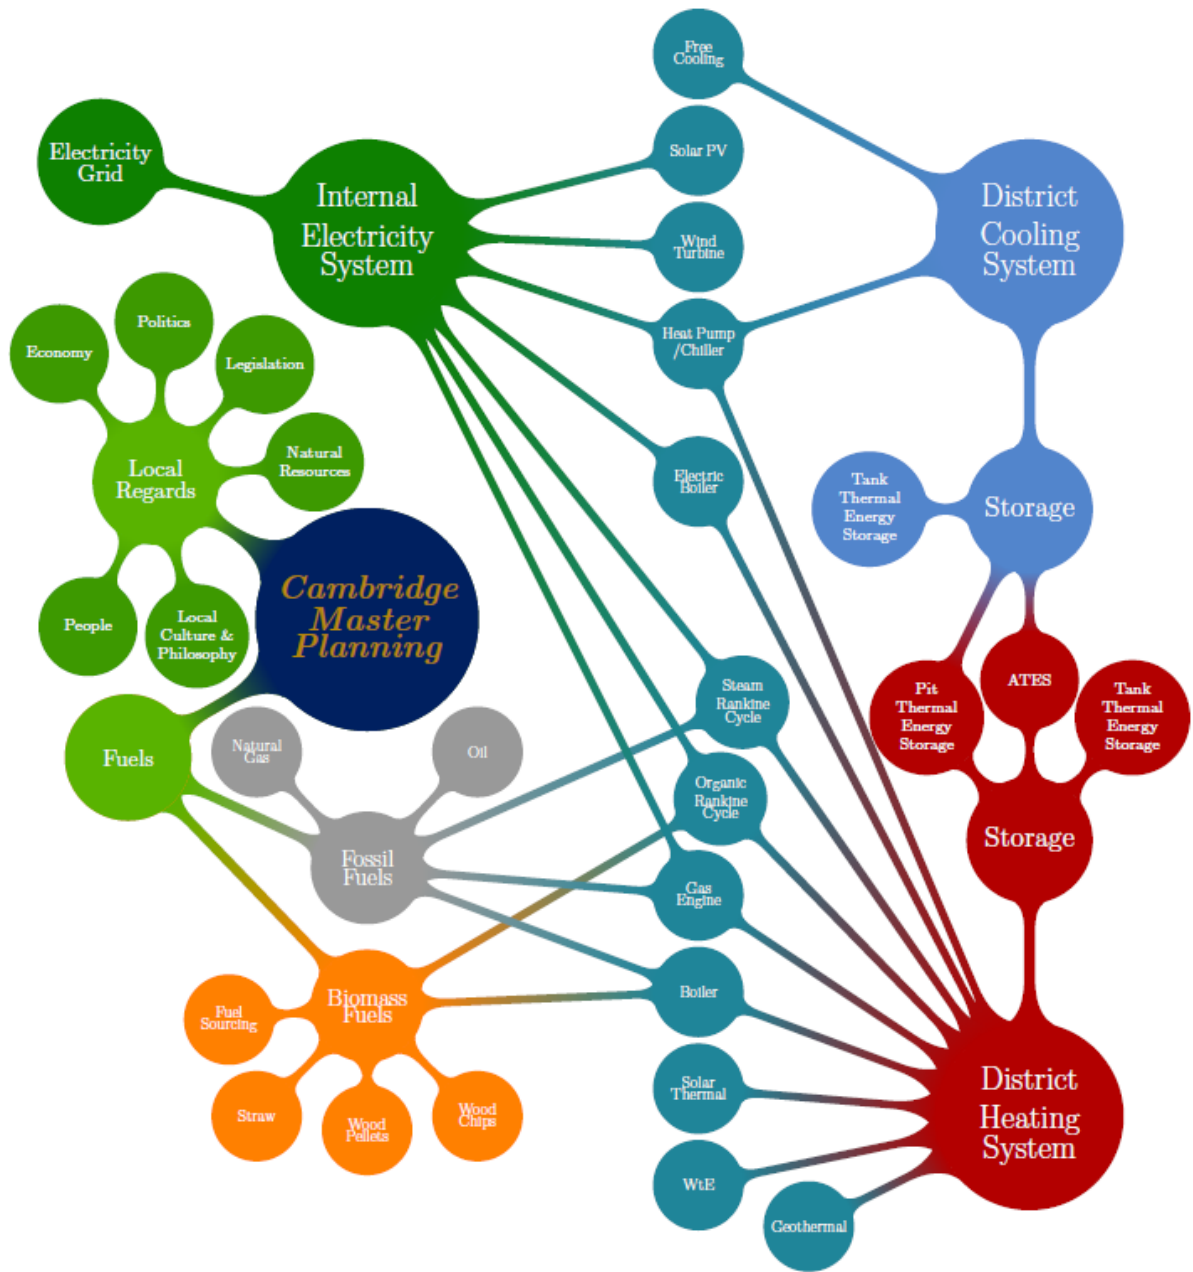 Free
Cooling
Electricity
Grid
Solar PV
Internal
Electricity
System
District
Cooling
System
Wind
Turbine
Heat Pump
/Chiller
Politics
Economy
Legislation
Natural
Resources
Local
Regards
People
Local
Culture &
Philosophy
Electric
Boiler
Tank
Thermal
Energy
Storage
Storage
Cambridge
Master
Planning
Steam
Rankine
Cycle
Pit
Thermal
Energy
Storage
ATES
Tank
Thermal
Energy
Storage
Fuels
Natural
Gas
Oil
Organic
Rankine
Cycle
Storage
Fossil
Fuels
Gas
Engine
Biomass
Fuels
Boiler
Fuel
Sourcing
Straw
Wood
Pellets
Wood
Chips
Solar
Thermal
District
Heating
System
WtE
Geothermal